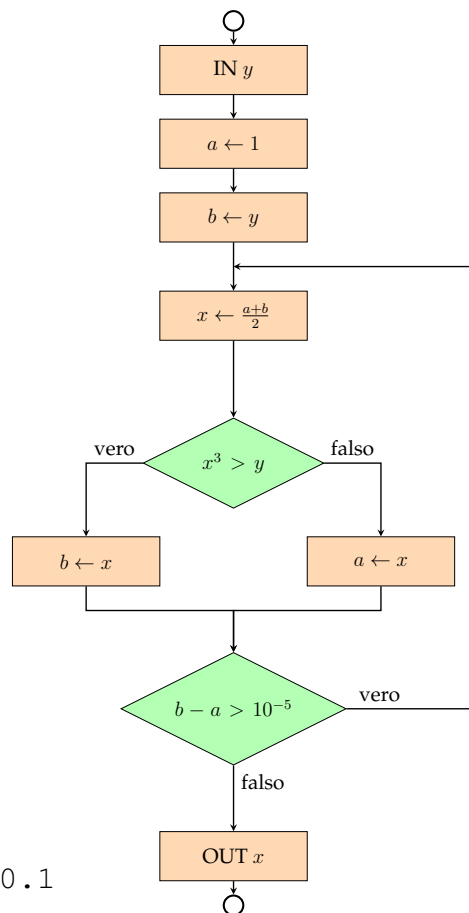 IN y
a ← 1
b ← y
x ← a+b/2
vero falso
x³ > y
b ← x a ← x
b − a > 10⁻⁵ vero
falso
OUT x
0.1